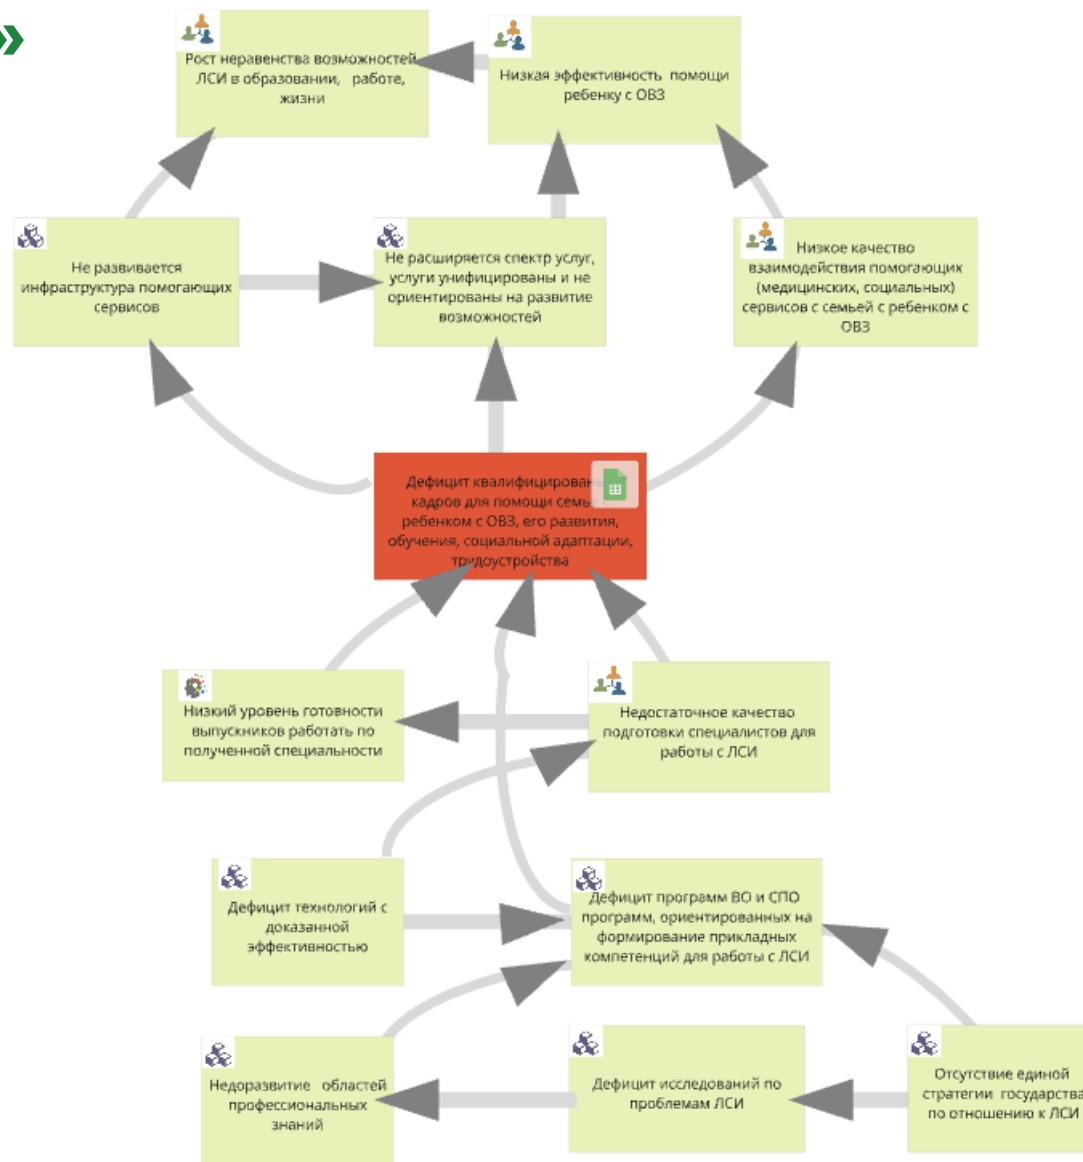 »
Рост неравенства возможностей
ЛСИ в образовании, работе,
жизни
Низкая эффективность помощи
ребенку с ОВЗ
Не развивается
инфраструктура помогающих
сервисов
Не расширяется спектр услуг,
услуги унифицированы и не
ориентированы на развитие
возможностей
Низкое качество
взаимодействия помогающих
(медицинских, социальных)
сервисов с семьей с ребенком с
ОВЗ
Дефицит
кадров для помощи
ребенком с ОВЗ, его развития,
обучения, социальной адаптации,
трудоустройства
Низкий уровень готовности
выпускников работать по
полученной специальности
Недостаточное качество
подготовки специалистов для
работы с ЛСИ
Дефицит технологий с
доказанной
эффективностью
Дефицит программ ВО и СПО
программ, ориентированных на
формирование прикладных
компетенций для работы с ЛСИ
Недоразвитие областей
профессиональных
знаний
Дефицит исследований по
проблемам ЛСИ
Отсутствие единой
стратегии государства
по отношению к ЛСИ